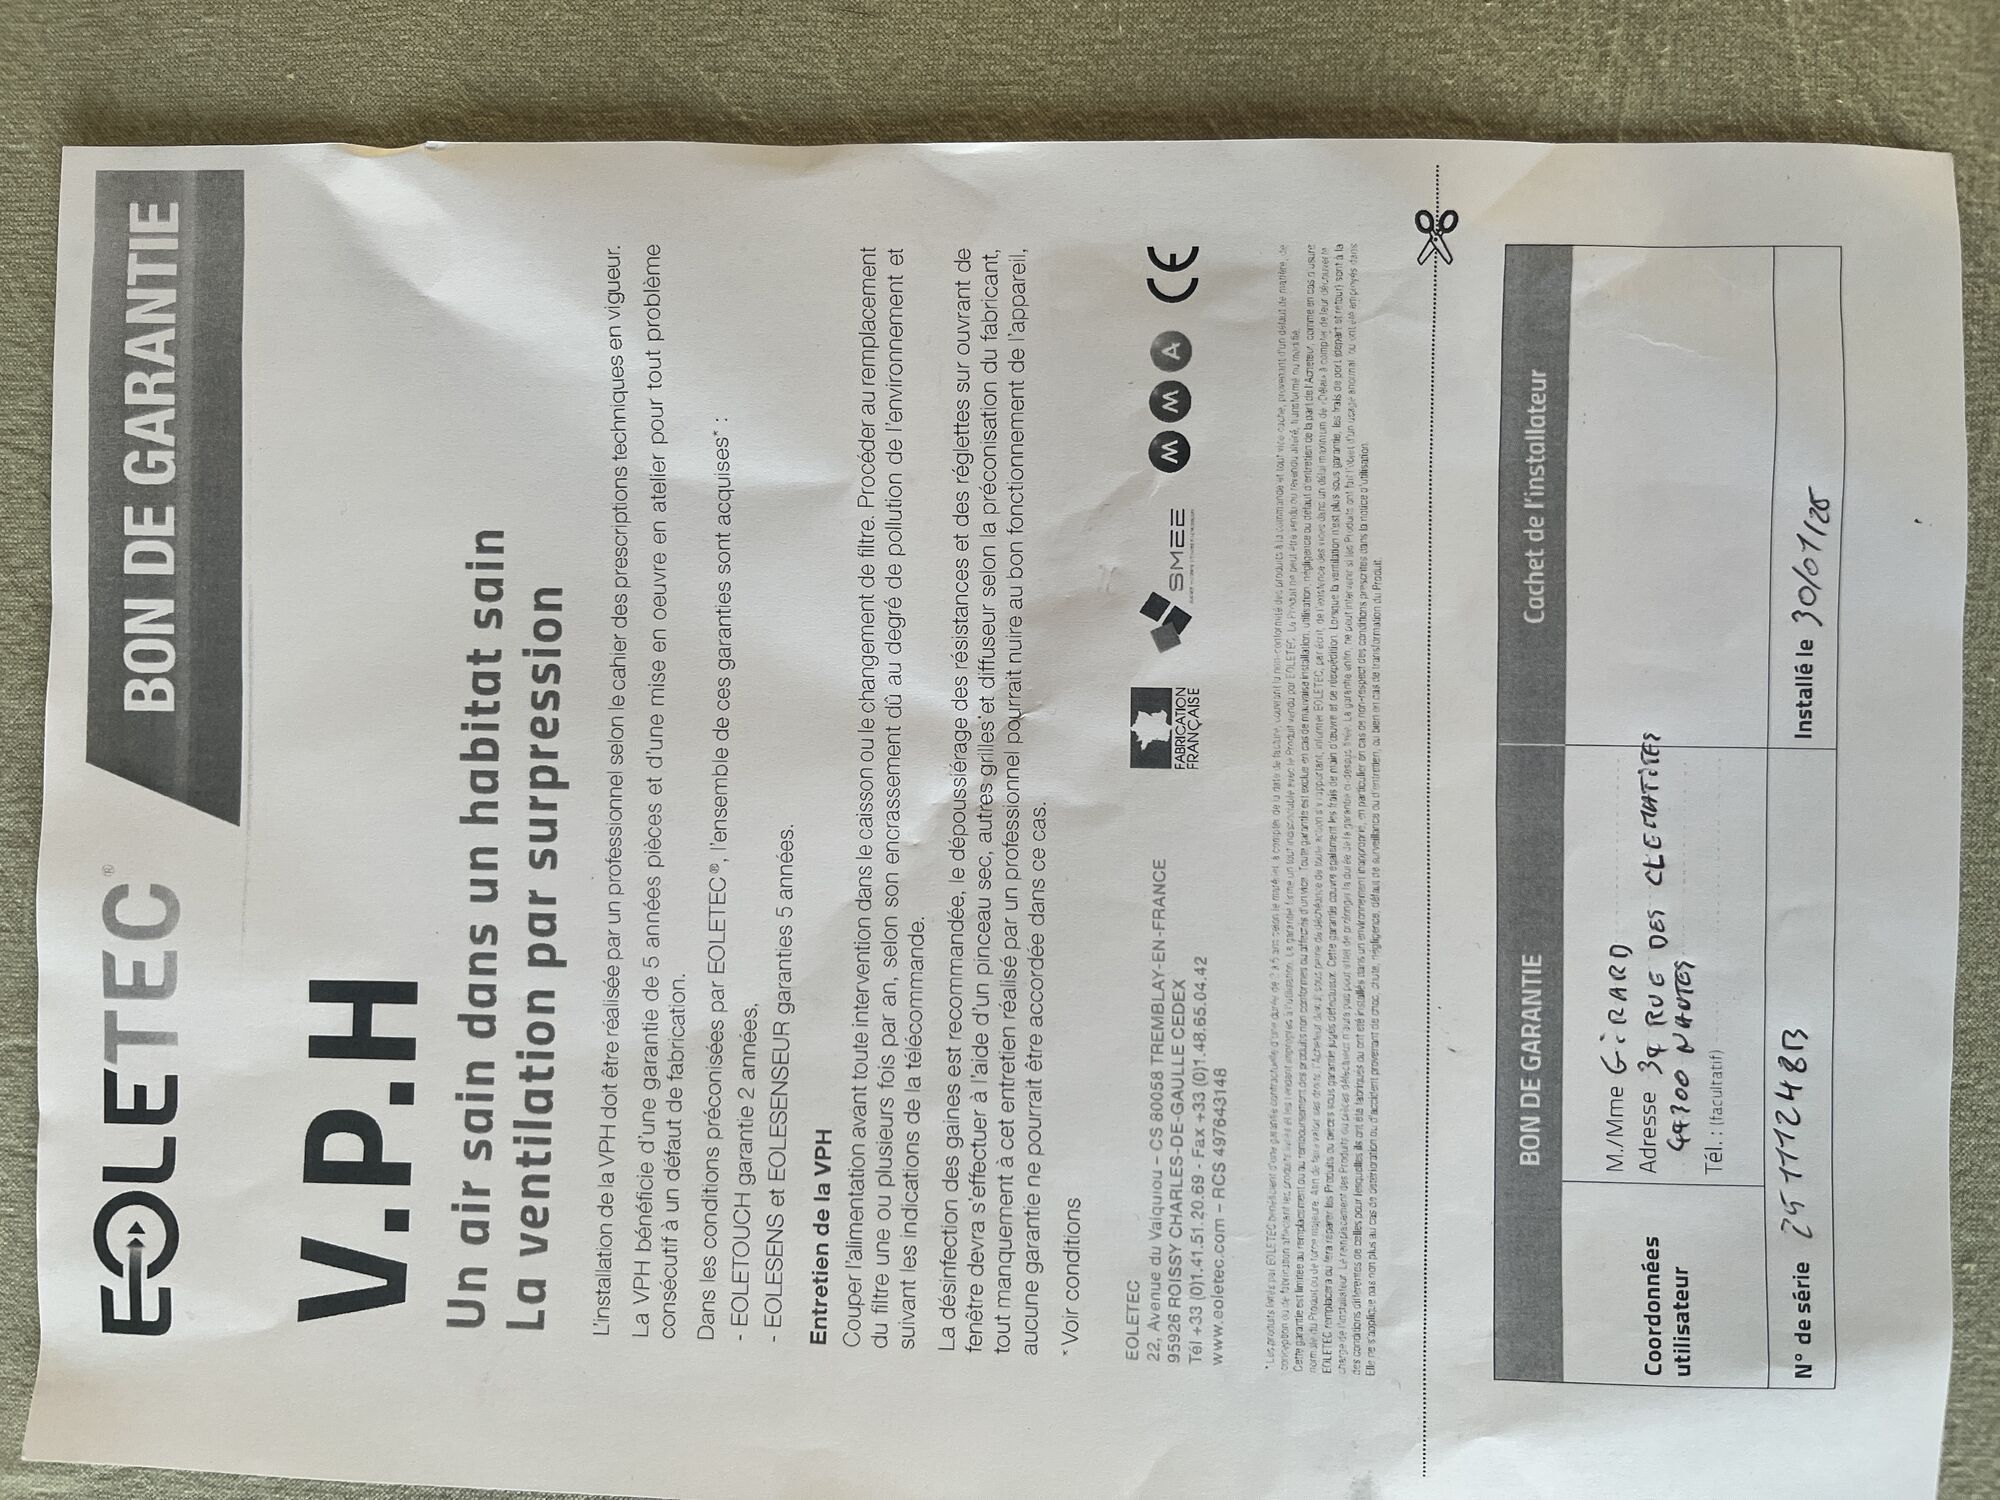 EOLETEC®
BON DE GARANTIE
V.P.H
Un air sain dans un habitat sain
La ventilation par surpression
L'installation de la VPH doit être réalisée par un professionnel selon le cahier des prescriptions techniques en vigueur.
La VPH bénéficie d'une garantie de 5 années pièces et d'une mise en oeuvre en atelier pour tout problème
consécutif à un défaut de fabrication.
Dans les conditions préconisées par EOLETEC®, l'ensemble de ces garanties sont acquises* :
- EOLETOUCH garantie 2 années,
- EOLESENS et EOLESENSEUR garanties 5 années.
Entretien de la VPH
Couper l'alimentation avant toute intervention dans le caisson ou le changement de filtre. Procéder au remplacement
du filtre une ou plusieurs fois par an, selon son encrassement dû au degré de pollution de l'environnement et
suivant les indications de la télécommande.
La désinfection des gaines est recommandée, le dépoussiérage des résistances et des réglettes sur ouvrant de
fenêtre devra s'effectuer à l'aide d'un pinceau sec, autres grilles et diffuseur selon la préconisation du fabricant,
tout manquement à cet entretien réalisé par un professionnel pourrait nuire au bon fonctionnement de l'appareil,
aucune garantie ne pourrait être accordée dans ce cas.
*Voir conditions
EOLETEC
22, Avenue du Valquiou – CS 80058 TREMBLAY-EN-FRANCE
95926 ROISSY CHARLES-DE-GAULLE CEDEX
Tél +33 (0)1.41.51.20.69 - Fax +33 (0)1.48.65.04.42
www.eoletec.com – RCS 497643148
FABRICATION
FRANÇAISE
SMEE
MMA
CE
BON DE GARANTIE
Cachet de l'installateur
Coordonnées
utilisateur
M./Mme GIRARD
Adresse 34 RUE DES CLEMATITES
44300 NANTES
Tél. : (facultatif)
N° de série 25111248B
Installé le 30/01/25